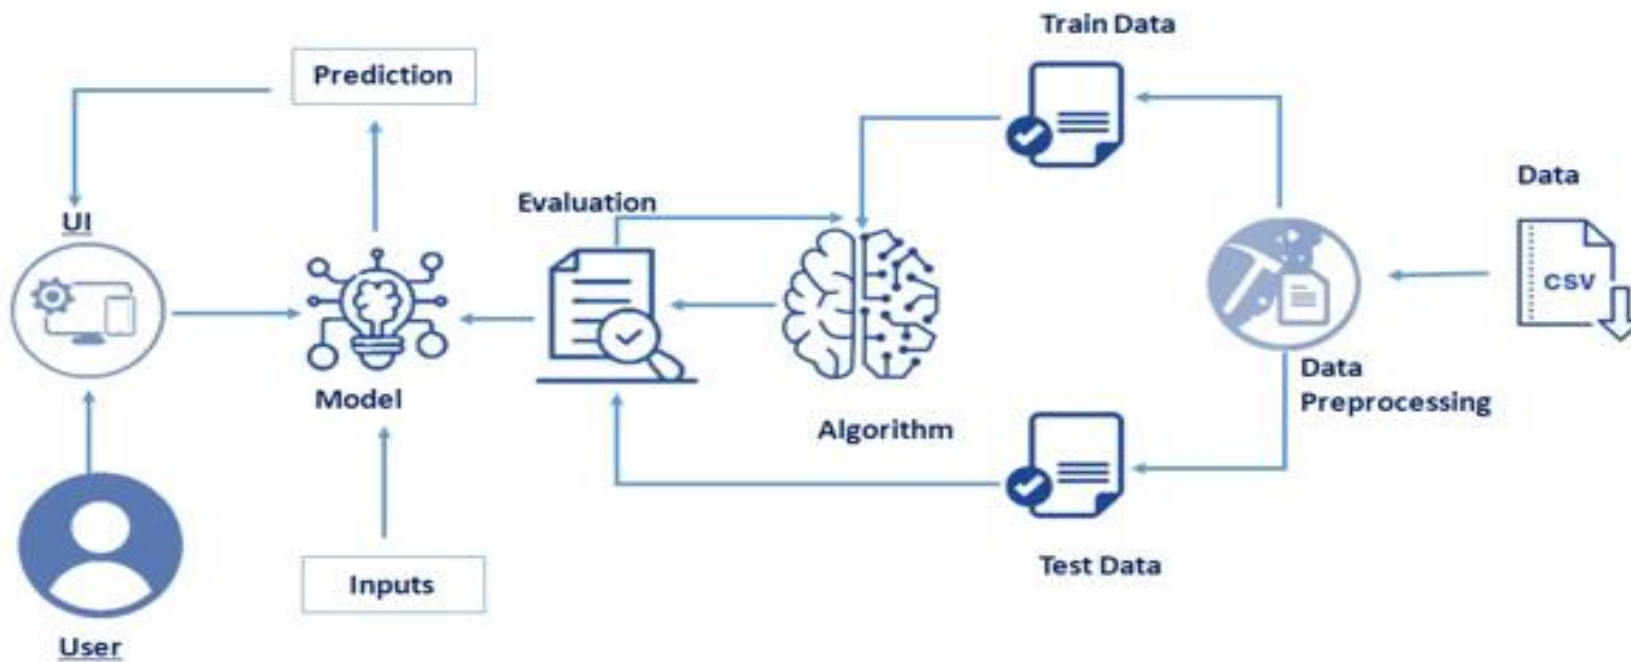 Train Data
Prediction
Data
Evaluation
UI
CSV
Data
Preprocessing
Model
Algorithm
Test Data
Inputs
User